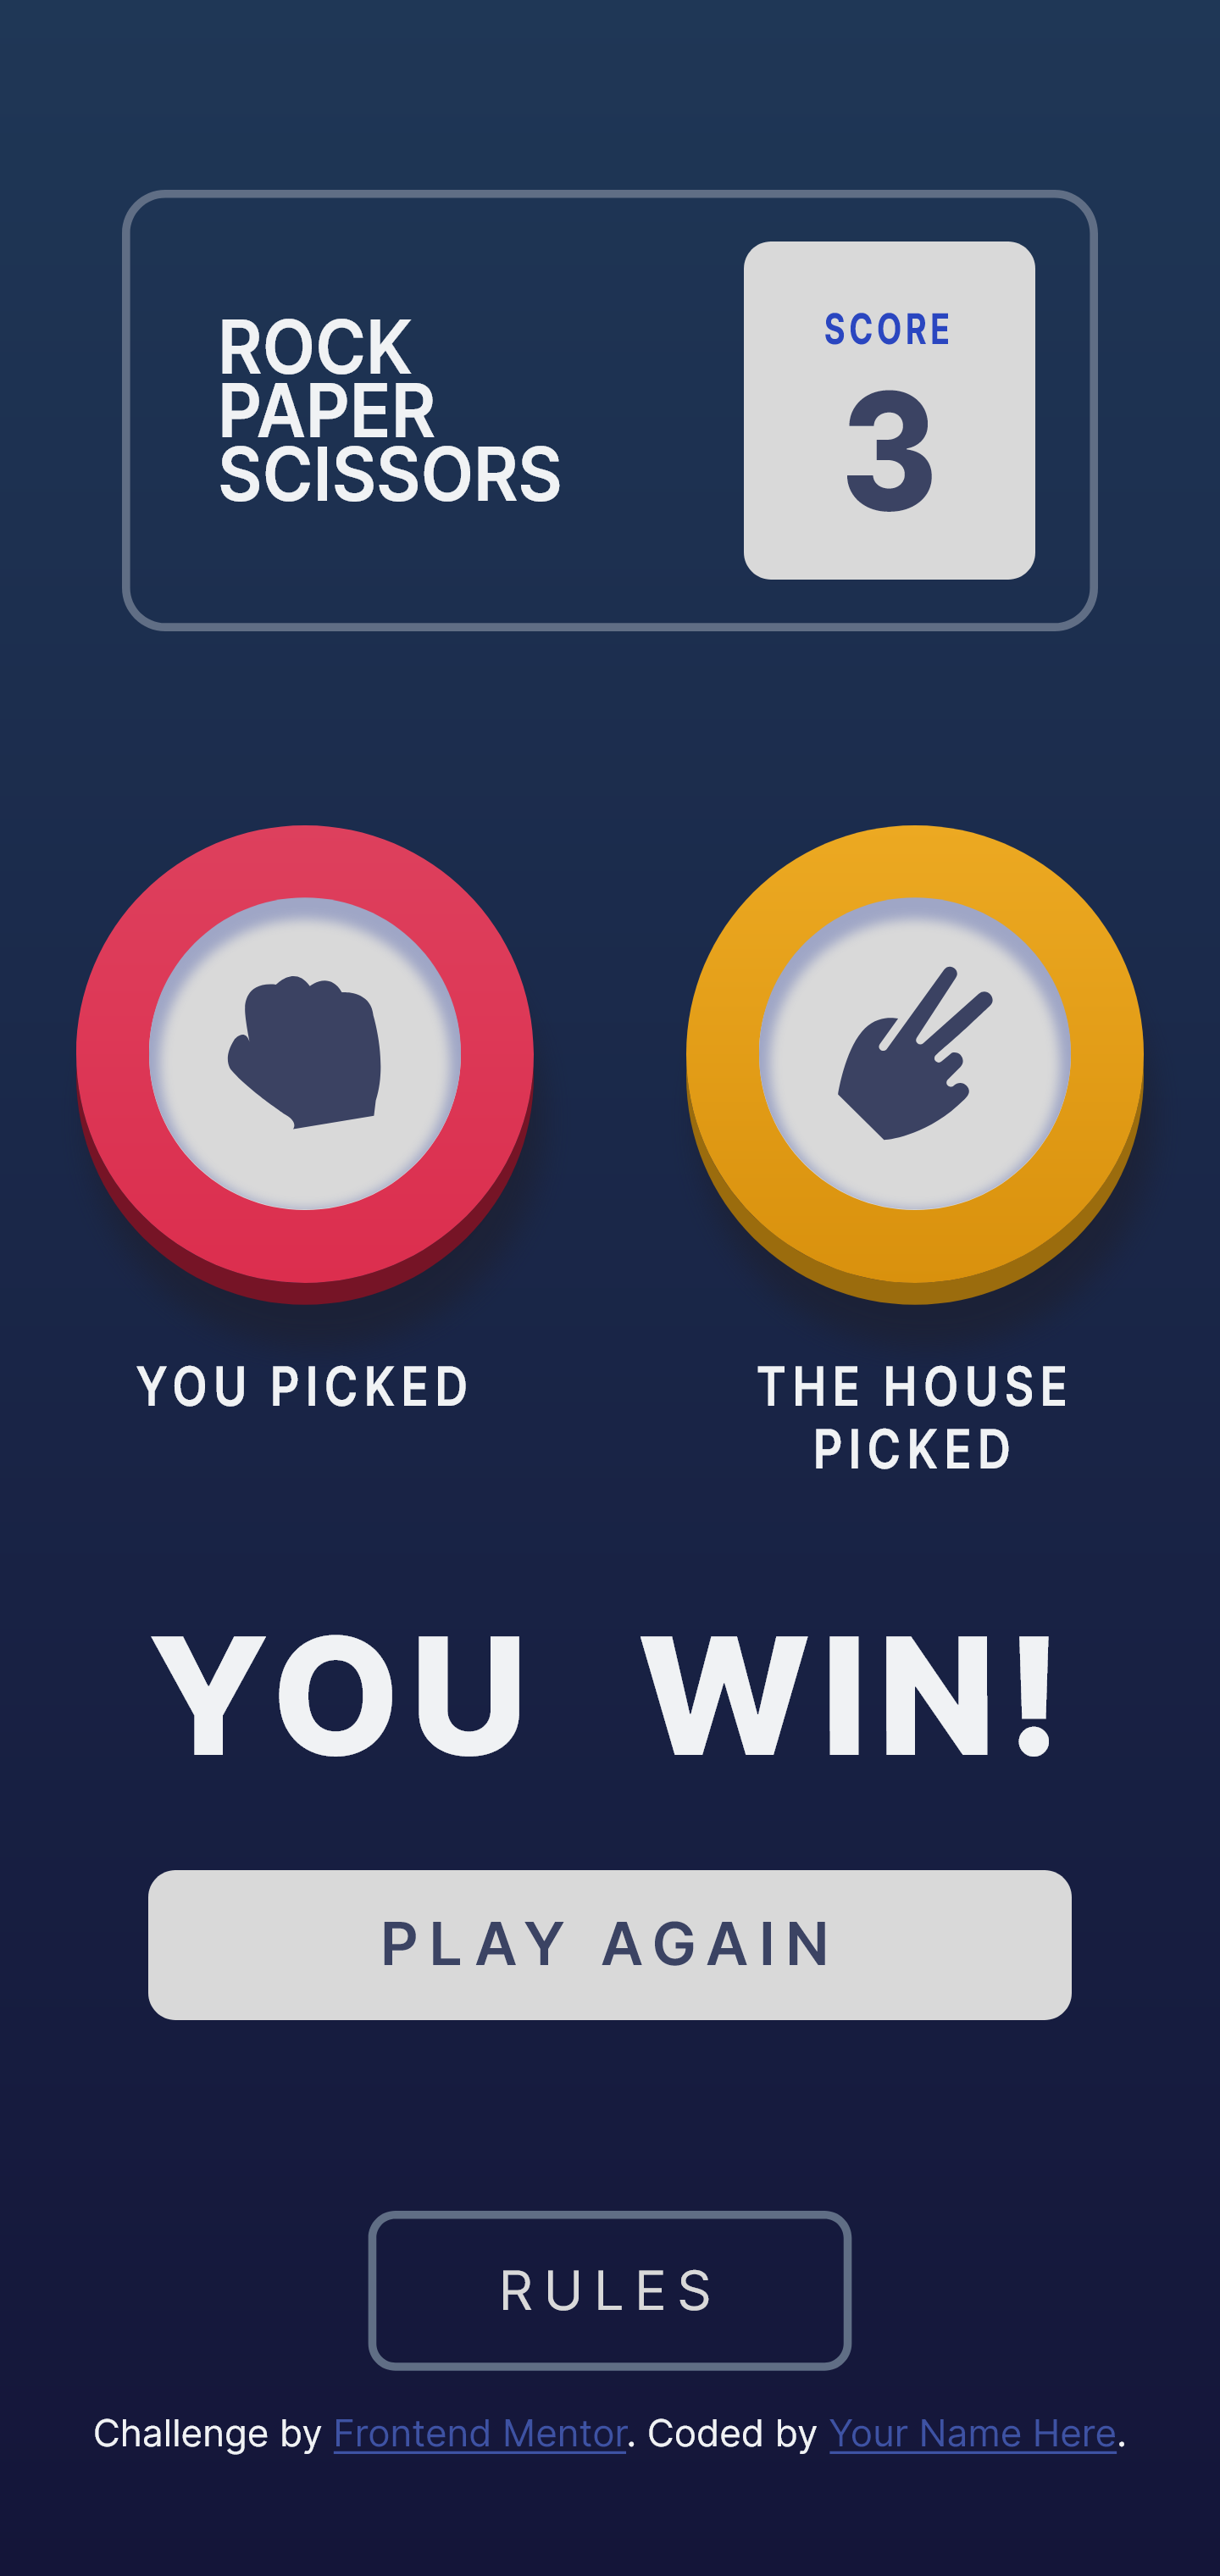 ROCK
PAPER
SCISSORS
SCORE
3
YOU PICKED
THE HOUSE
PICKED
YOU WIN!
PLAY AGAIN
RULES
Challenge by Frontend Mentor. Coded by Your Name Here.